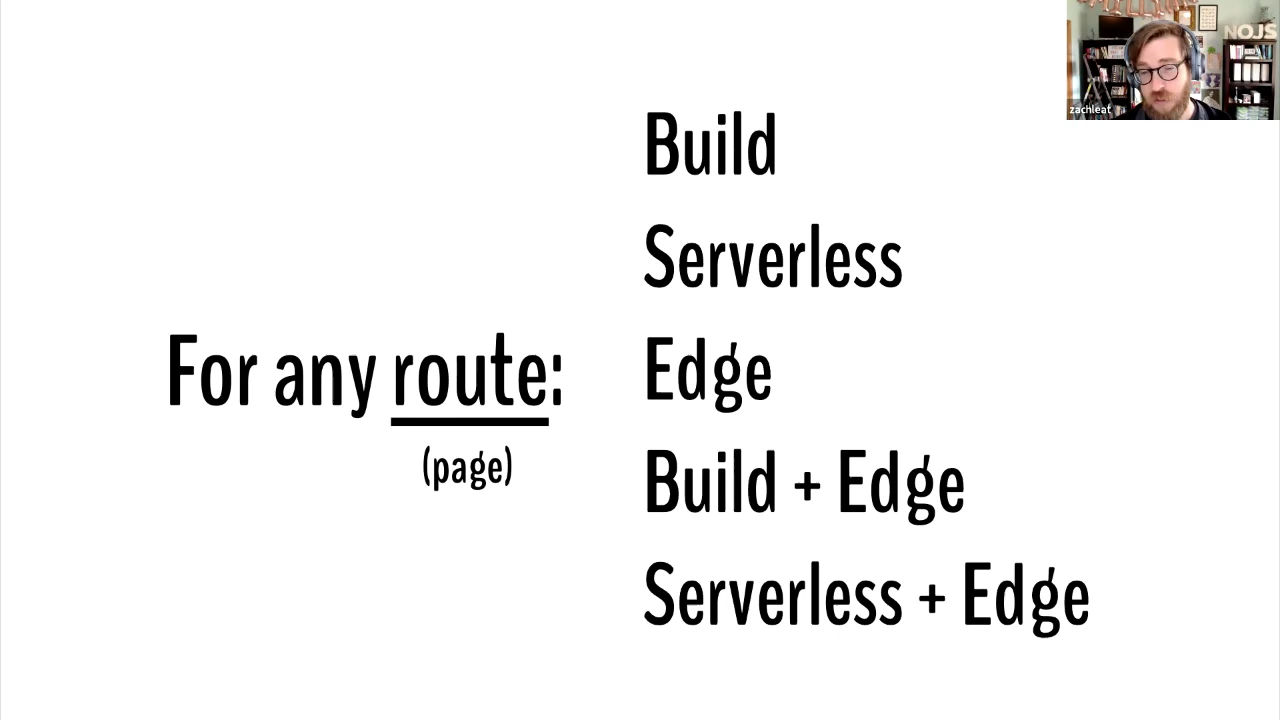 For any route:
(page)
Build
Serverless
Edge
Build + Edge
Serverless + Edge
zachleat
NOJS